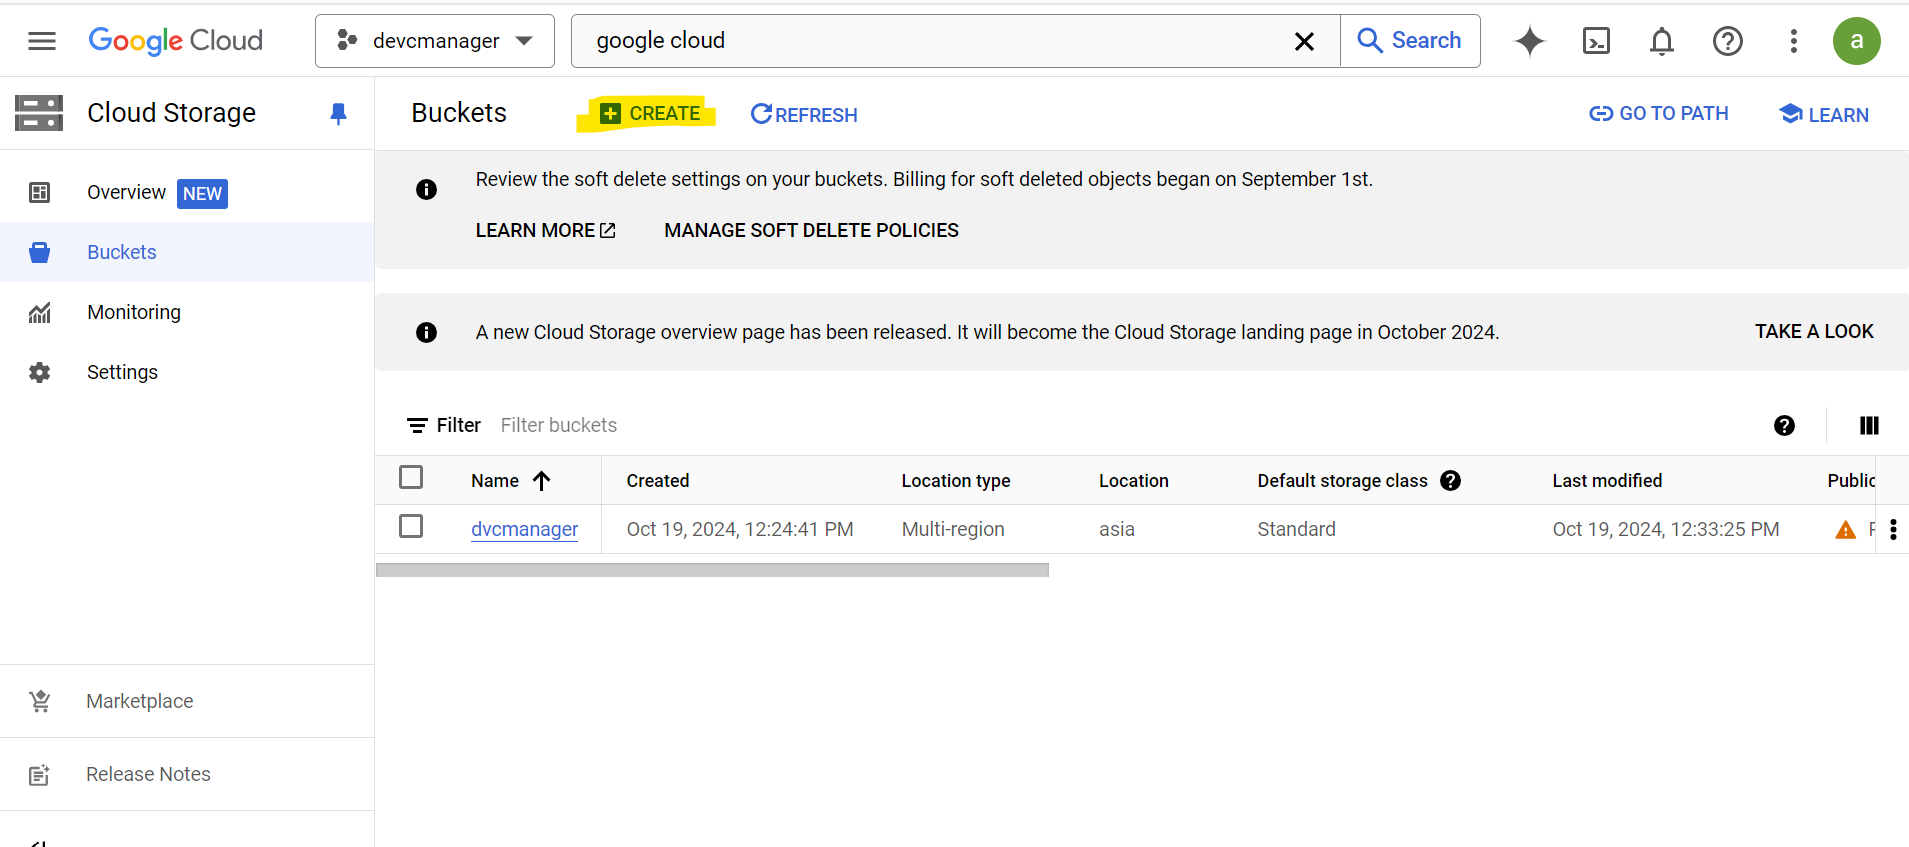 Google Cloud
devcmanager
google cloud
Search
a
Cloud Storage
Buckets
CREATE
REFRESH
GO TO PATH
LEARN
Overview NEW
Buckets
Monitoring
Settings
Marketplace
Release Notes
Review the soft delete settings on your buckets. Billing for soft deleted objects began on September 1st.
LEARN MORE
MANAGE SOFT DELETE POLICIES
A new Cloud Storage overview page has been released. It will become the Cloud Storage landing page in October 2024.
TAKE A LOOK
Filter Filter buckets
Name Created Location type Location Default storage class Last modified Public
dvcmanager Oct 19, 2024, 12:24:41 PM Multi-region asia Standard Oct 19, 2024, 12:33:25 PM